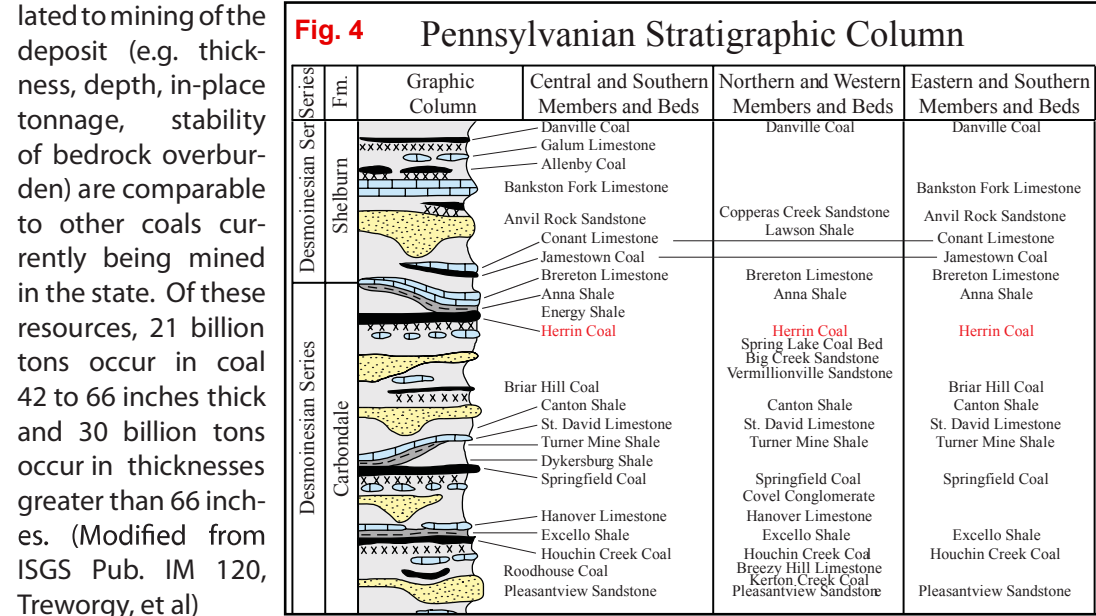 lated to mining of the
deposit (e.g. thick-
ness, depth, in-place
tonnage, stability
of bedrock overbur-
den) are comparable
to other coals cur-
rently being mined
in the state. Of these
resources, 21 billion
tons occur in coal
42 to 66 inches thick
and 30 billion tons
occur in thicknesses
greater than 66 inch-
es. (Modified from
ISGS Pub. IM 120,
Treworgy, et al)
Fig. 4
Pennsylvanian Stratigraphic Column
Series
Fm.
Graphic
Column
Central and Southern
Members and Beds
Northern and Western
Members and Beds
Eastern and Southern
Members and Beds
Desmoinesian Ser
Shelburn
Desmoinesian Series
Carbondale
Danville Coal
Galum Limestone
Allenby Coal
Bankston Fork Limestone
Anvil Rock Sandstone
Conant Limestone
Jamestown Coal
Brereton Limestone
Anna Shale
Energy Shale
Herrin Coal
Briar Hill Coal
Canton Shale
St. David Limestone
Turner Mine Shale
Dykersburg Shale
Springfield Coal
Hanover Limestone
Excello Shale
Houchin Creek Coal
Roodhouse Coal
Pleasantview Sandstone
Danville Coal
Copperas Creek Sandstone
Lawson Shale
Brereton Limestone
Anna Shale
Herrin Coal
Spring Lake Coal Bed
Big Creek Sandstone
Vermillionville Sandstone
Canton Shale
St. David Limestone
Turner Mine Shale
Springfield Coal
Covel Conglomerate
Hanover Limestone
Excello Shale
Houchin Creek Coal
Breezy Hill Limestone
Kerton Creek Coal
Pleasantview Sandstone
Danville Coal
Bankston Fork Limestone
Anvil Rock Sandstone
Conant Limestone
Jamestown Coal
Brereton Limestone
Anna Shale
Herrin Coal
Briar Hill Coal
Canton Shale
St. David Limestone
Turner Mine Shale
Springfield Coal
Excello Shale
Houchin Creek Coal
Pleasantview Sandstone